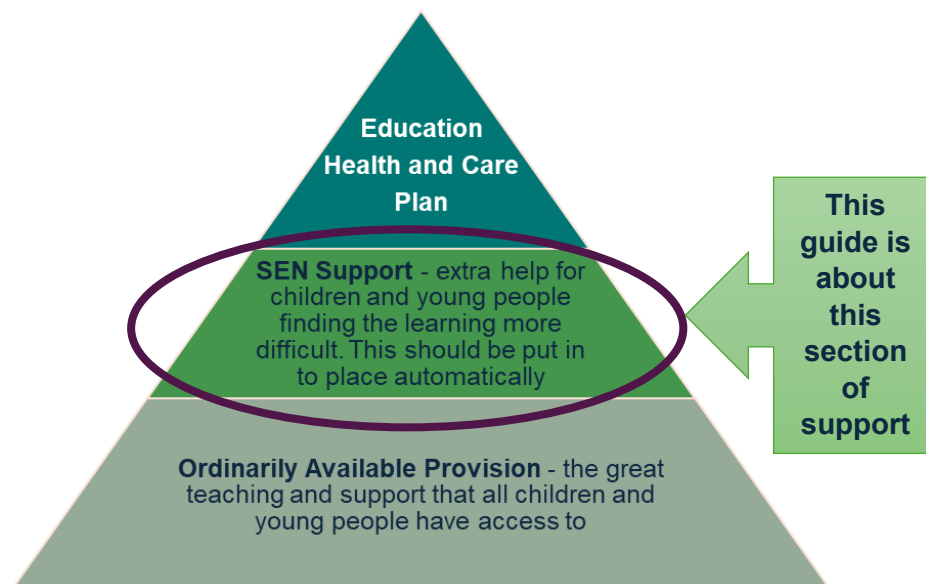 Education
Health and Care
Plan
SEN Support - extra help for
children and young people
finding the learning more
difficult. This should be put in
to place automatically
This
guide is
about
this
section
of
support
Ordinarily Available Provision - the great
teaching and support that all children and
young people have access to